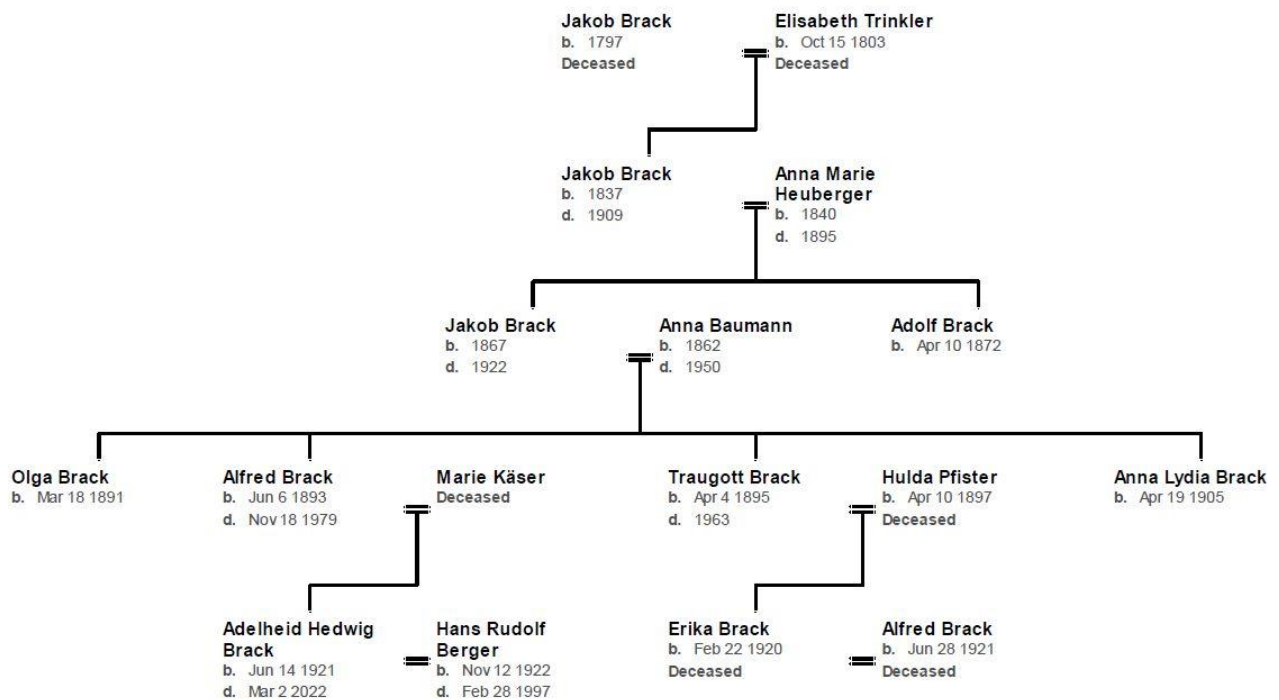 Jakob Brack
b. 1797
Deceased
Elisabeth Trinkler
b. Oct 15 1803
Deceased
Jakob Brack
b. 1837
d. 1909
Anna Marie
Heuberger
b. 1840
d. 1895
Jakob Brack
b. 1867
d. 1922
Anna Baumann
b. 1862
d. 1950
Adolf Brack
b. Apr 10 1872
Olga Brack
b. Mar 18 1891
Alfred Brack
b. Jun 6 1893
d. Nov 18 1979
Marie Käser
Deceased
Traugott Brack
b. Apr 4 1895
d. 1963
Hulda Pfister
b. Apr 10 1897
Deceased
Anna Lydia Brack
b. Apr 19 1905
Adelheid Hedwig
Brack
b. Jun 14 1921
d. Mar 2 2022
Hans Rudolf
Berger
b. Nov 12 1922
d. Feb 28 1997
Erika Brack
b. Feb 22 1920
Deceased
Alfred Brack
b. Jun 28 1921
Deceased